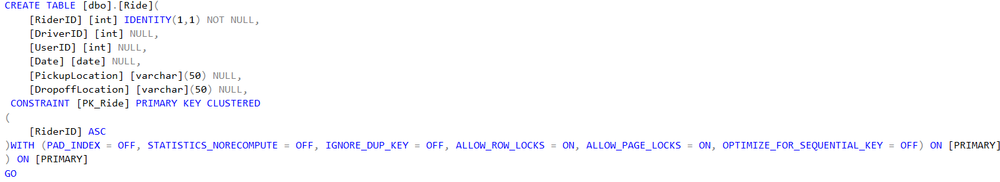 CREATE TABLE [dbo].[Ride](
    [RiderID] [int] IDENTITY(1,1) NOT NULL,
    [DriverID] [int] NULL,
    [UserID] [int] NULL,
    [Date] [date] NULL,
    [PickupLocation] [varchar](50) NULL,
    [DropoffLocation] [varchar](50) NULL,
 CONSTRAINT [PK_Ride] PRIMARY KEY CLUSTERED
(
    [RiderID] ASC
)WITH (PAD_INDEX = OFF, STATISTICS_NORECOMPUTE = OFF, IGNORE_DUP_KEY = OFF, ALLOW_ROW_LOCKS = ON, ALLOW_PAGE_LOCKS = ON, OPTIMIZE_FOR_SEQUENTIAL_KEY = OFF) ON [PRIMARY]
) ON [PRIMARY]
GO